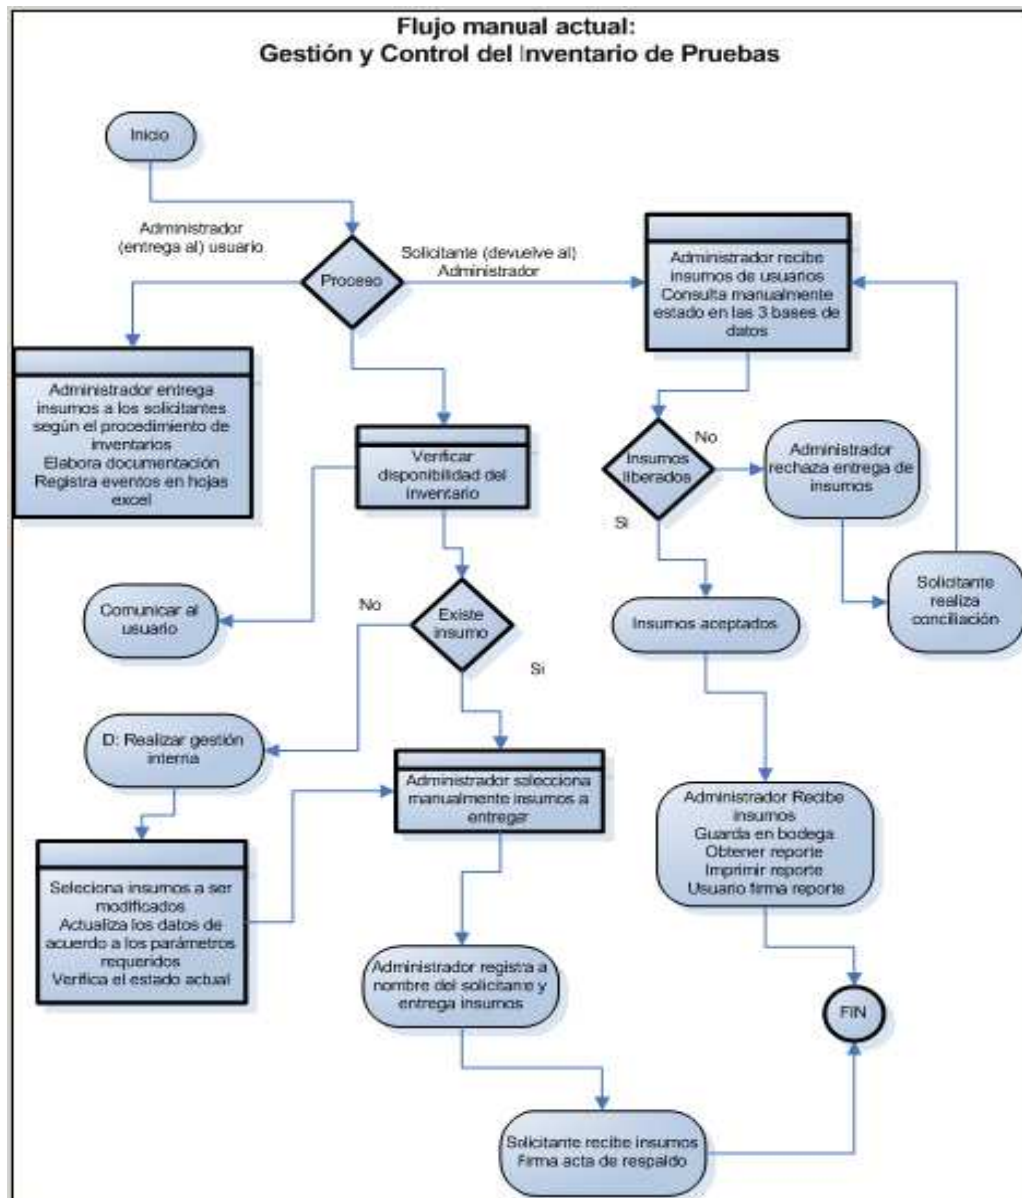 Flujo manual actual:
Gestión y Control del Inventario de Pruebas
Inicio
Administrador
(entrega al) usuario
Proceso
Solicitante (devuelve al)
Administrador
Administrador recibe
insumos de usuarios
Consulta manualmente
estado en las 3 bases de
datos
Administrador entrega
insumos a los solicitantes
según el procedimiento de
inventarios
Elabora documentación
Registra eventos en hojas
excel
Verificar
disponibilidad del
inventario
Insumos
liberados
No
Administrador
rechaza entrega de
insumos
Si
Comunicar al
usuario
No
Existe
insumo
Si
Insumos aceptados
Solicitante
realiza
conciliación
D: Realizar gestión
interna
Administrador selecciona
manualmente insumos a
entregar
Administrador Recibe
insumos
Guarda en bodega
Obtener reporte
Imprimir reporte
Usuario firma reporte
Seleciona insumos a ser
modificados
Actualiza los datos de
acuerdo a los parámetros
requeridos
Verifica el estado actual
Administrador registra a
nombre del solicitante y
entrega insumos
FIN
Solicitante recibe insumos
Firma acta de respaldo